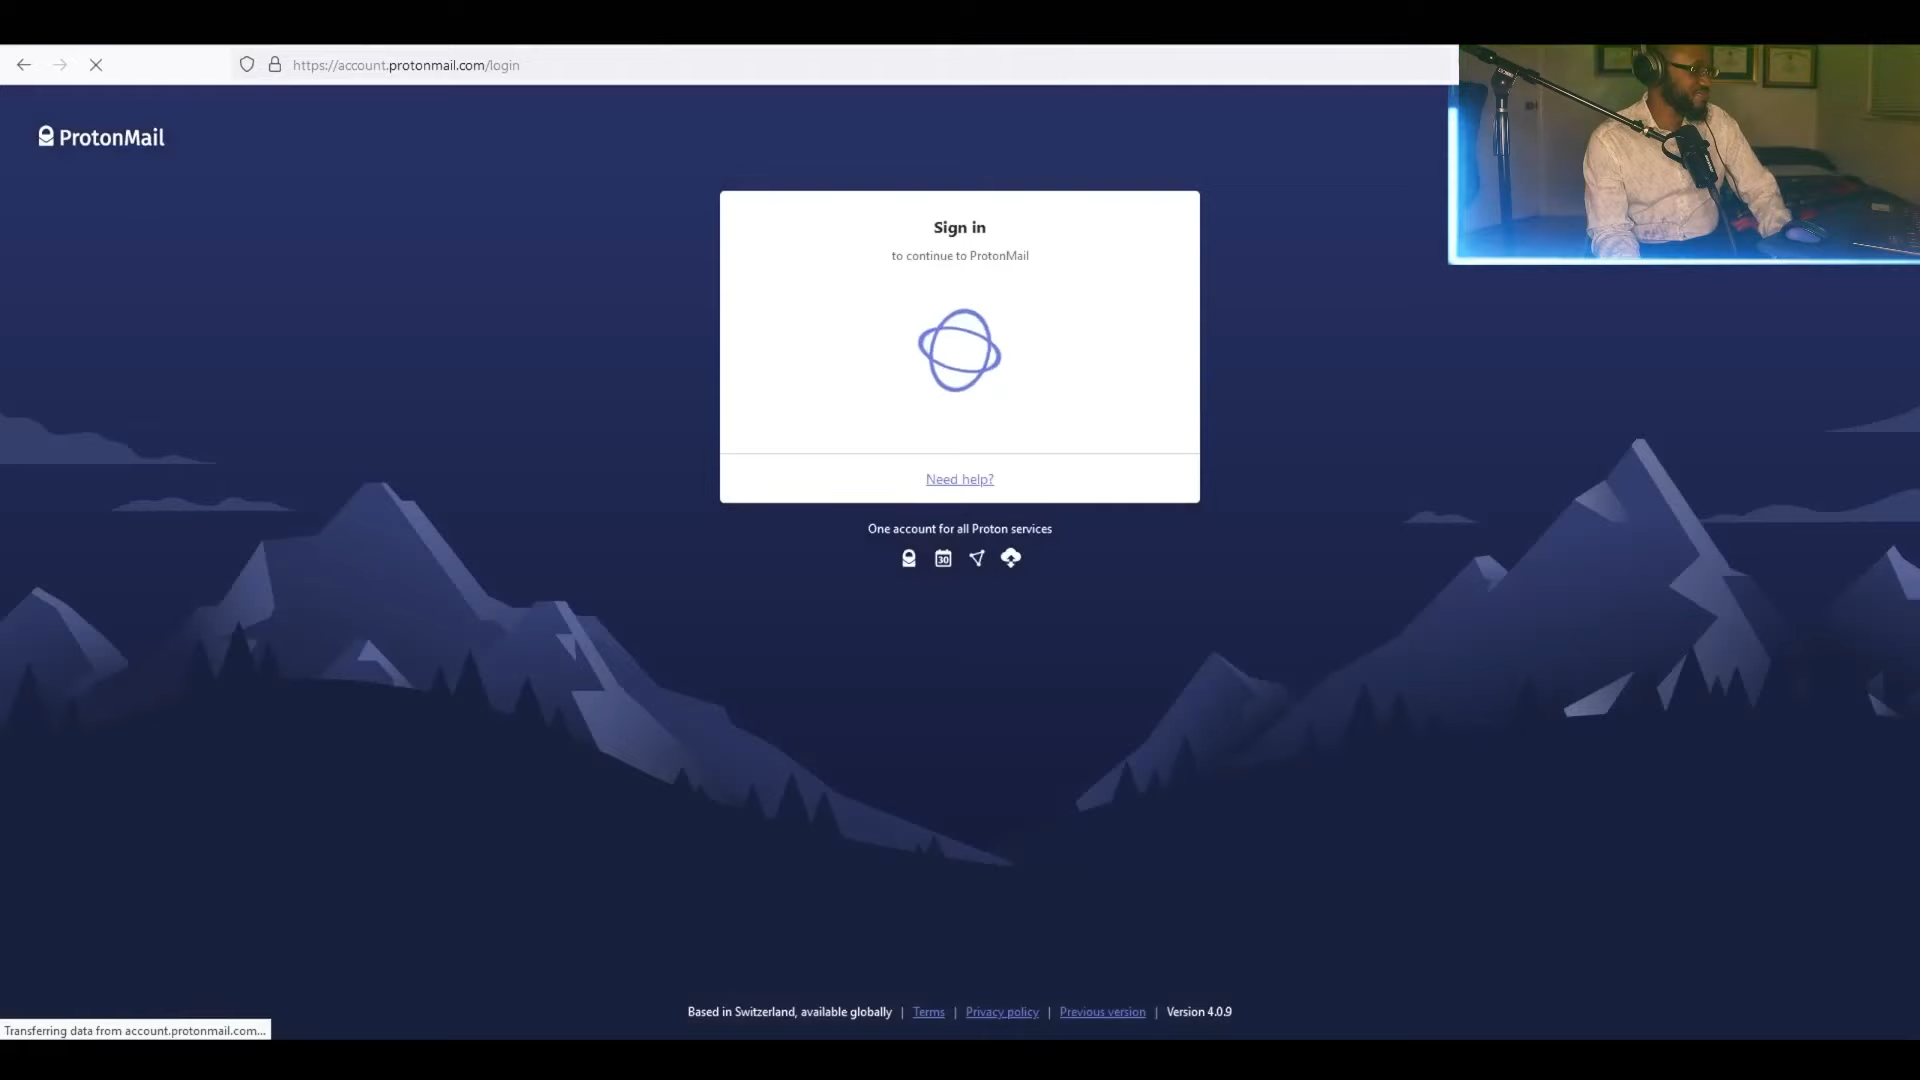 https://account.protonmail.com/login
ProtonMail
Sign in
to continue to ProtonMail
Need help?
One account for all Proton services
30
Based in Switzerland, available globally | Terms | Privacy policy | Previous version | Version 4.0.9
Transferring data from account.protonmail.com...